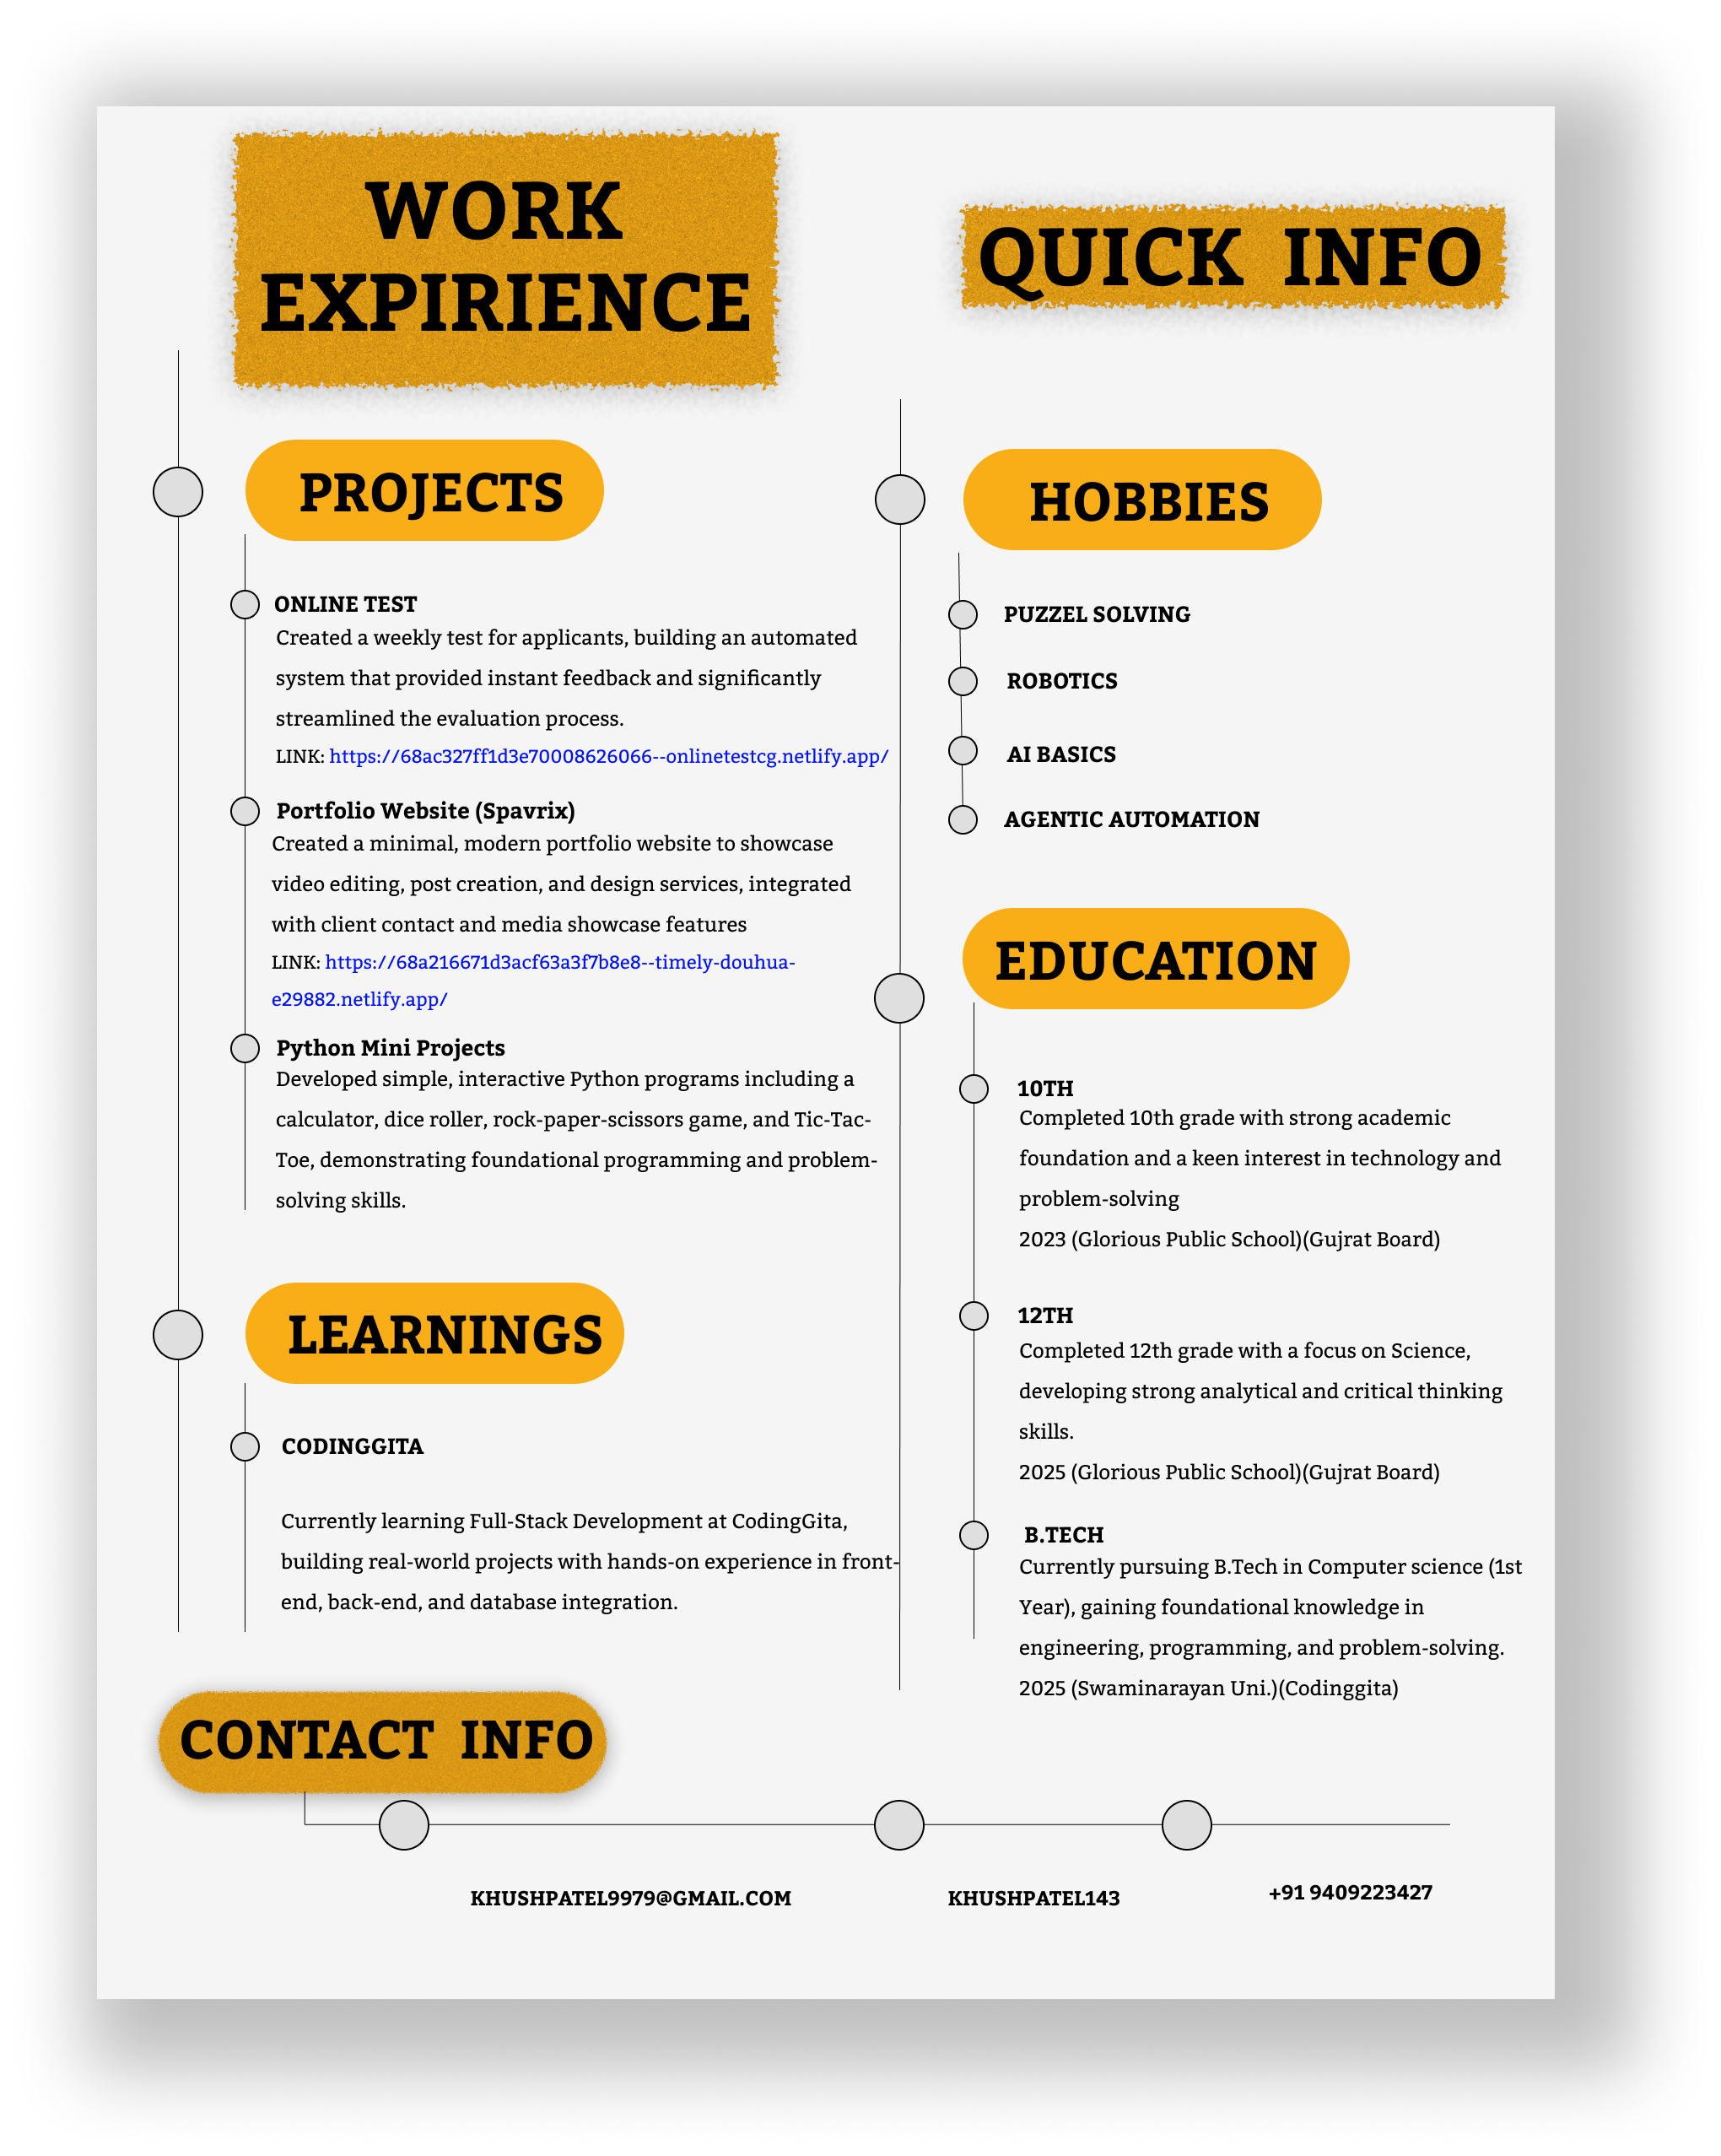 WORK
EXPIRIENCE
PROJECTS
ONLINE TEST
Created a weekly test for applicants, building an automated
system that provided instant feedback and significantly
streamlined the evaluation process.
LINK: https://68ac327ff1d3e70008626066--onlinetestcg.netlify.app/
Portfolio Website (Spavrix)
Created a minimal, modern portfolio website to showcase
video editing, post creation, and design services, integrated
with client contact and media showcase features
LINK: https://68a216671d3acf63a3f7b8e8--timely-douhua-
e29882.netlify.app/
Python Mini Projects
Developed simple, interactive Python programs including a
calculator, dice roller, rock-paper-scissors game, and Tic-Tac-
Toe, demonstrating foundational programming and problem-
solving skills.
LEARNINGS
CODINGGITA
Currently learning Full-Stack Development at CodingGita,
building real-world projects with hands-on experience in front-
end, back-end, and database integration.
QUICK INFO
HOBBIES
PUZZEL SOLVING
ROBOTICS
AI BASICS
AGENTIC AUTOMATION
EDUCATION
10TH
Completed 10th grade with strong academic
foundation and a keen interest in technology and
problem-solving
2023 (Glorious Public School)(Gujrat Board)
12TH
Completed 12th grade with a focus on Science,
developing strong analytical and critical thinking
skills.
2025 (Glorious Public School)(Gujrat Board)
B.TECH
Currently pursuing B.Tech in Computer science (1st
Year), gaining foundational knowledge in
engineering, programming, and problem-solving.
2025 (Swaminarayan Uni.)(Codinggita)
CONTACT INFO
KHUSHPATEL9979@GMAIL.COM
KHUSHPATEL143
+91 9409223427